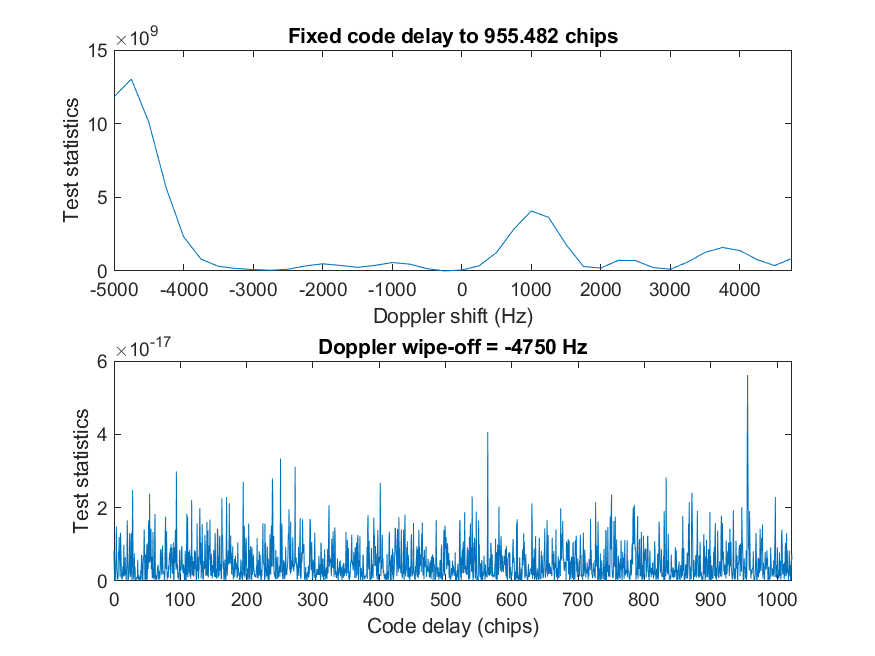 Fixed code delay to 955.482 chips
×10^9
15
10
5
0
Test statistics
-5000 -4000 -3000 -2000 -1000 0 1000 2000 3000 4000
Doppler shift (Hz)
Doppler wipe-off = -4750 Hz
×10^-17
6
4
2
0
Test statistics
0 100 200 300 400 500 600 700 800 900 1000
Code delay (chips)